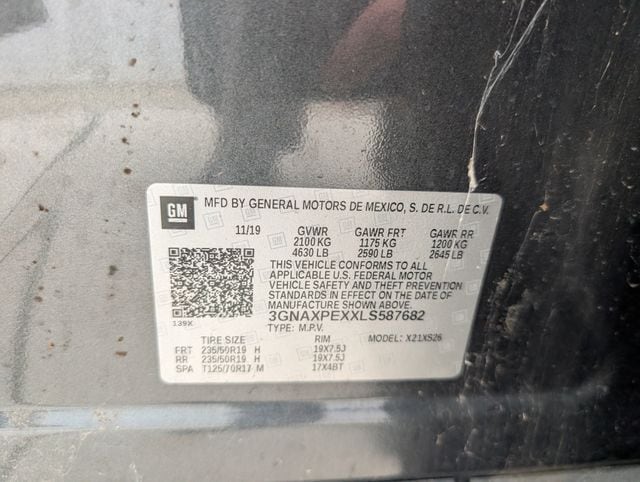 GM
MFD BY GENERAL MOTORS DE MEXICO, S. DE R.L. DE C.V.
11/19 GVWR GAWR FRT GAWR RR
2100 KG 1175 KG 1200 KG
4630 LB 2590 LB 2645 LB
THIS VEHICLE CONFORMS TO ALL
APPLICABLE U.S. FEDERAL MOTOR
VEHICLE SAFETY AND THEFT PREVENTION
STANDARDS IN EFFECT ON THE DATE OF
MANUFACTURE SHOWN ABOVE.
3GNAXPEXXLS587682
139X TYPE: M.P.V.
TIRE SIZE RIM MODEL: X21XS26
FRT 235/50R19 H 19X7.5J
RR 235/50R19 H 19X7.5J
SPA T125/70R17 M 17X4BT